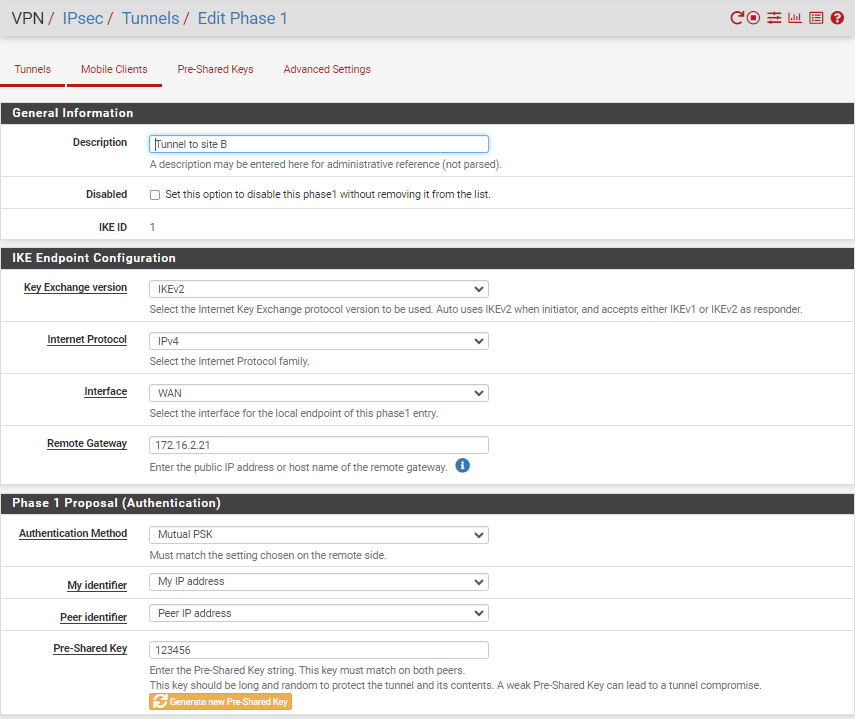 VPN / IPsec / Tunnels / Edit Phase 1
Tunnels Mobile Clients Pre-Shared Keys Advanced Settings
General Information
Description Tunnel to site B
A description may be entered here for administrative reference (not parsed).
Disabled Set this option to disable this phase1 without removing it from the list.
IKE ID 1
IKE Endpoint Configuration
Key Exchange version IKEv2
Select the Internet Key Exchange protocol version to be used. Auto uses IKEv2 when initiator, and accepts either IKEv1 or IKEv2 as responder.
Internet Protocol IPv4
Select the Internet Protocol family.
Interface WAN
Select the interface for the local endpoint of this phase1 entry.
Remote Gateway 172.16.2.21
Enter the public IP address or host name of the remote gateway.
Phase 1 Proposal (Authentication)
Authentication Method Mutual PSK
Must match the setting chosen on the remote side.
My identifier My IP address
Peer identifier Peer IP address
Pre-Shared Key 123456
Enter the Pre-Shared Key string. This key must match on both peers.
This key should be long and random to protect the tunnel and its contents. A weak Pre-Shared Key can lead to a tunnel compromise.
Generate new Pre-Shared Key